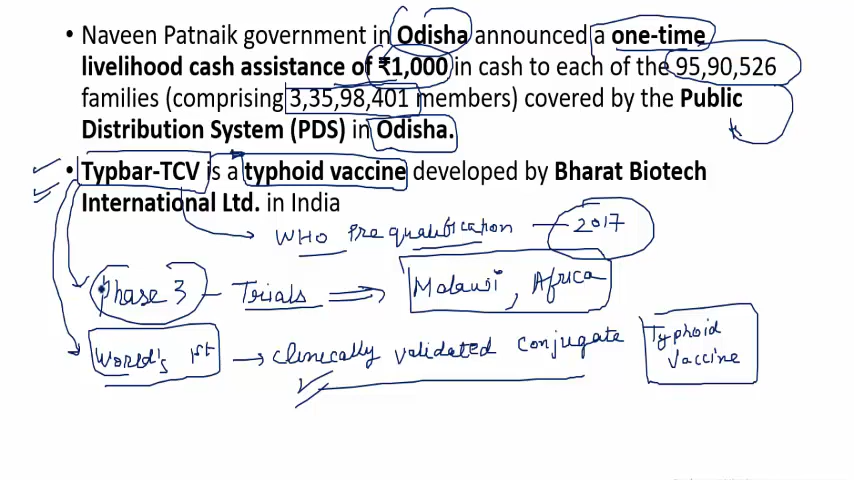 • Naveen Patnaik government in Odisha announced a one-time
livelihood cash assistance of ₹1,000 in cash to each of the 95,90,526
families (comprising 3,35,98,401 members) covered by the Public
Distribution System (PDS) in Odisha.
• Typbar-TCV is a typhoid vaccine developed by Bharat Biotech
International Ltd. in India
WHO Prequalification — 2017
Phase 3 — Trials ⇒ Malawi, Africa
World's 1st → clinically validated conjugate Typhoid
Vaccine